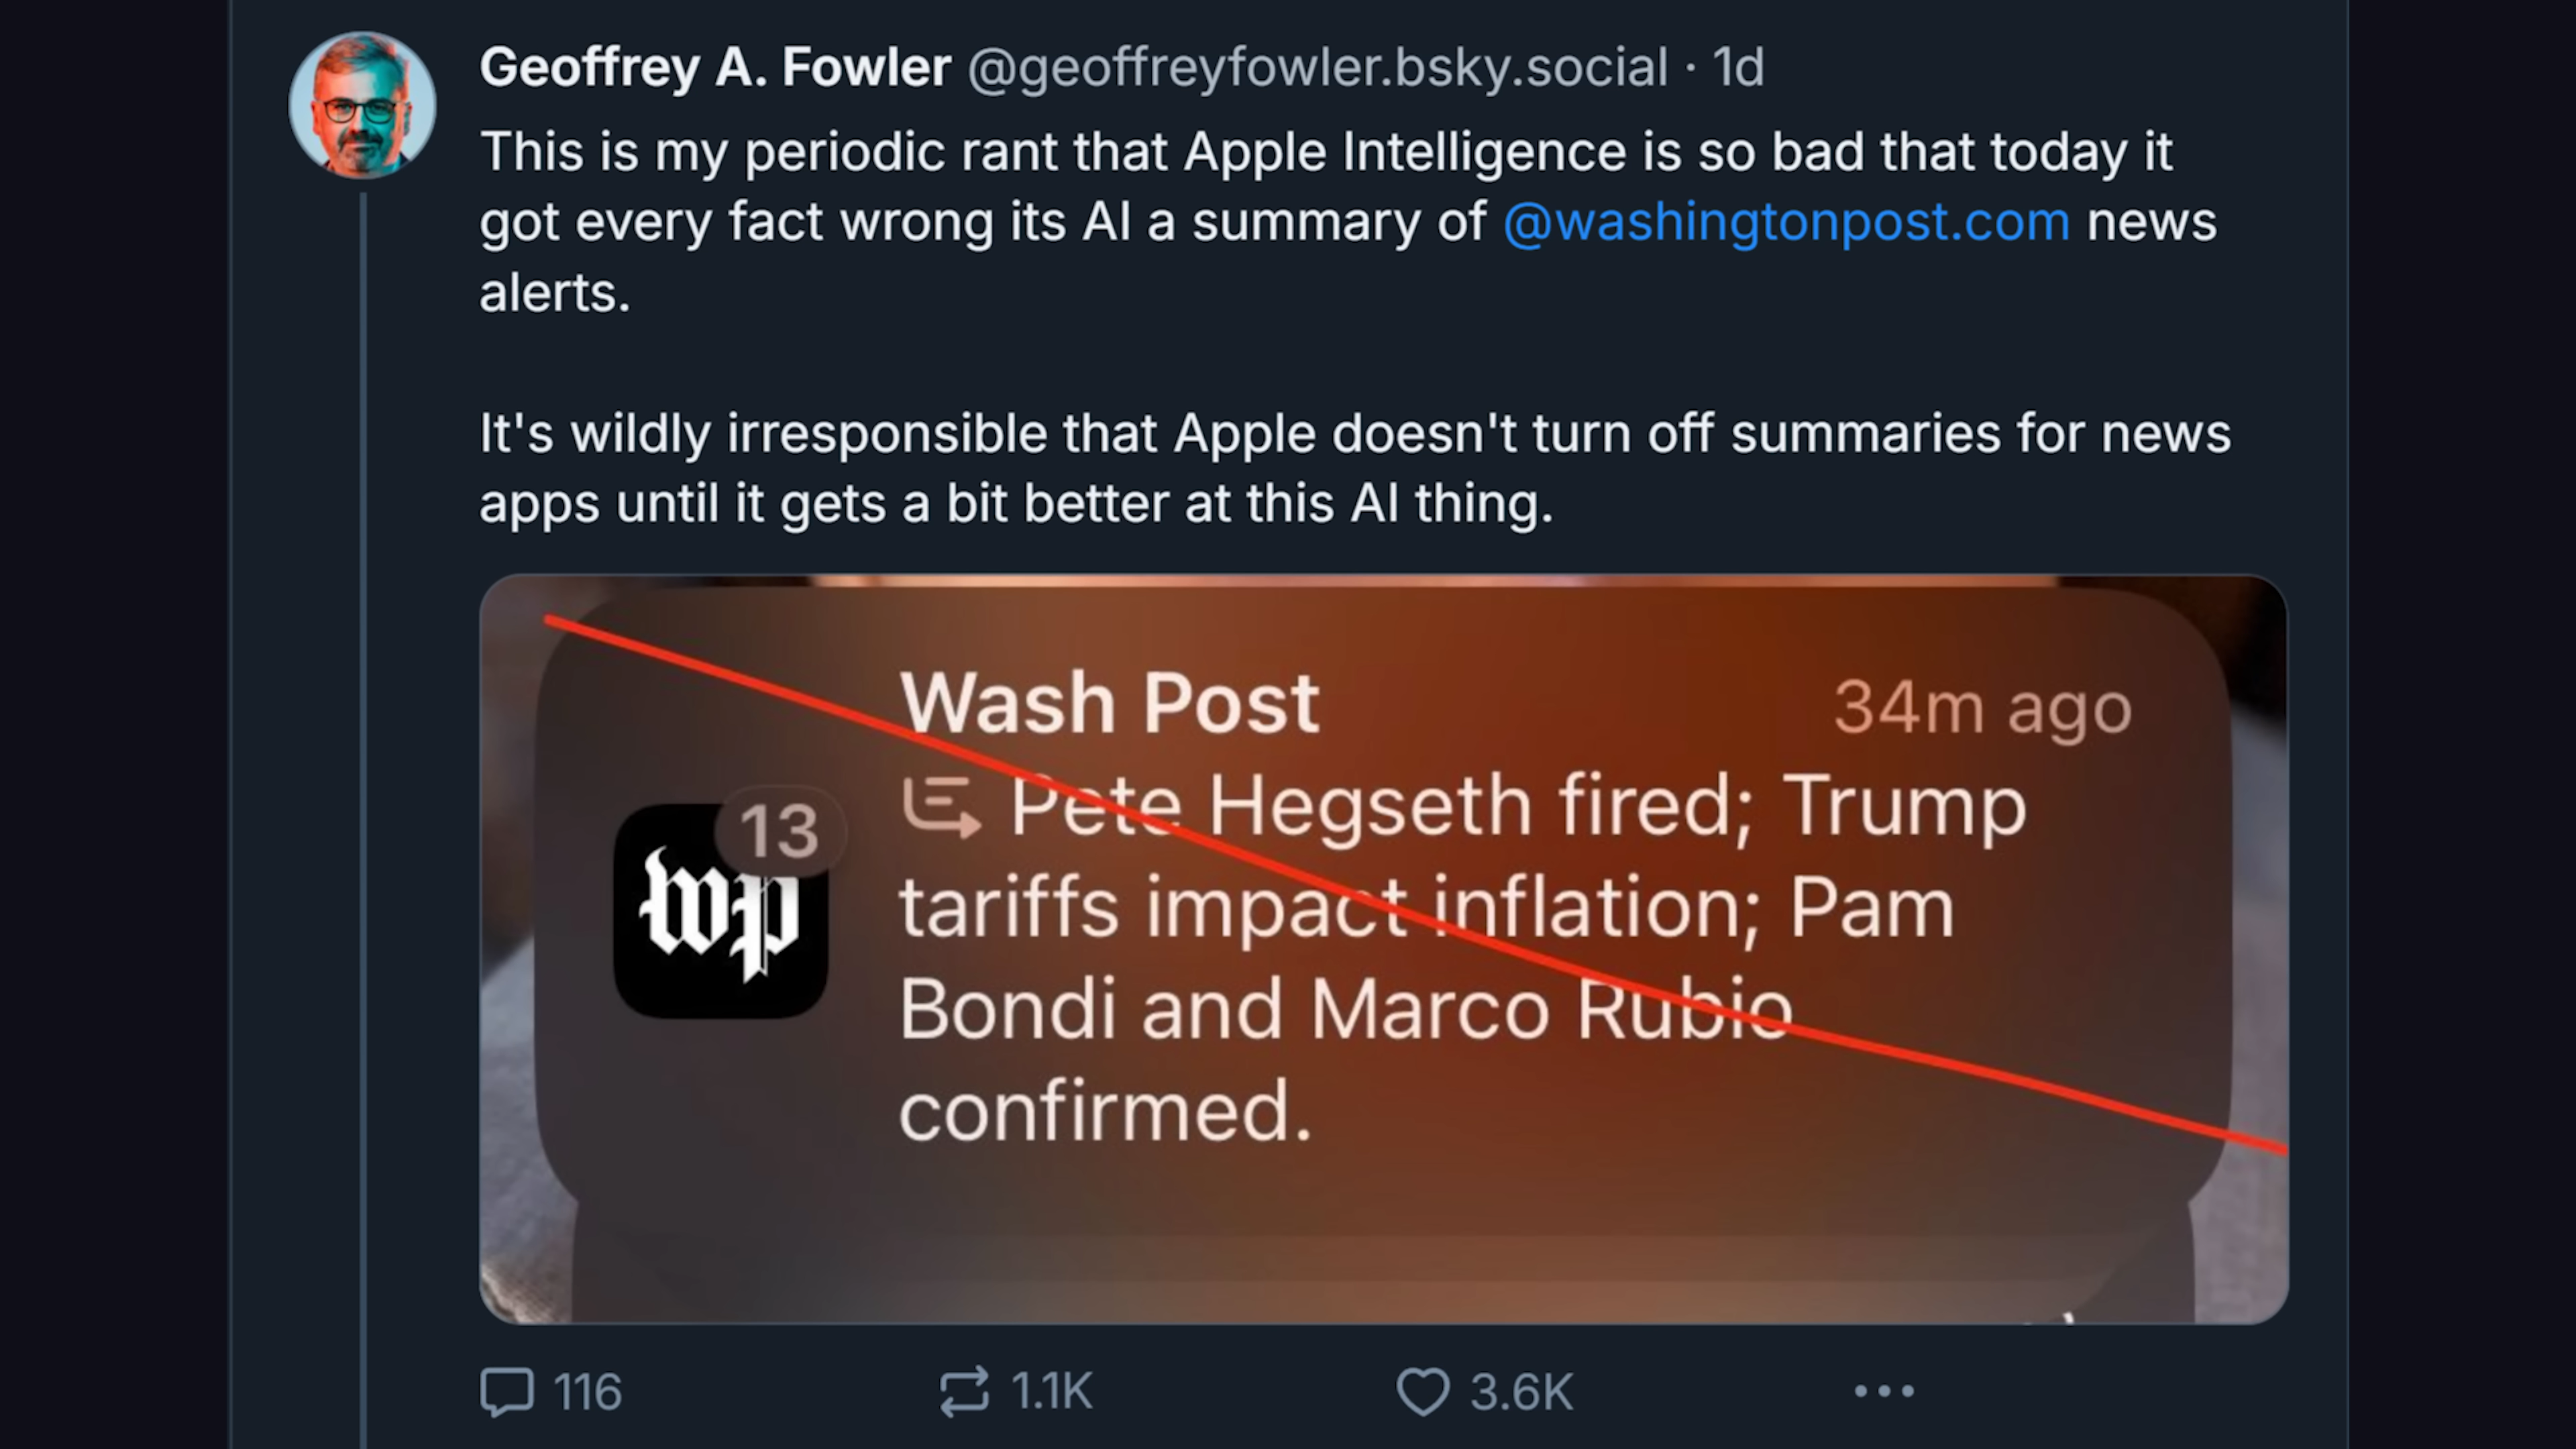 Geoffrey A. Fowler @geoffreyfowler.bsky.social · 1d
This is my periodic rant that Apple Intelligence is so bad that today it
got every fact wrong its AI a summary of @washingtonpost.com news
alerts.
It's wildly irresponsible that Apple doesn't turn off summaries for news
apps until it gets a bit better at this AI thing.
Wash Post 34m ago
13
wp
Pete Hegseth fired; Trump
tariffs impact inflation; Pam
Bondi and Marco Rubio
confirmed.
116 1.1K 3.6K